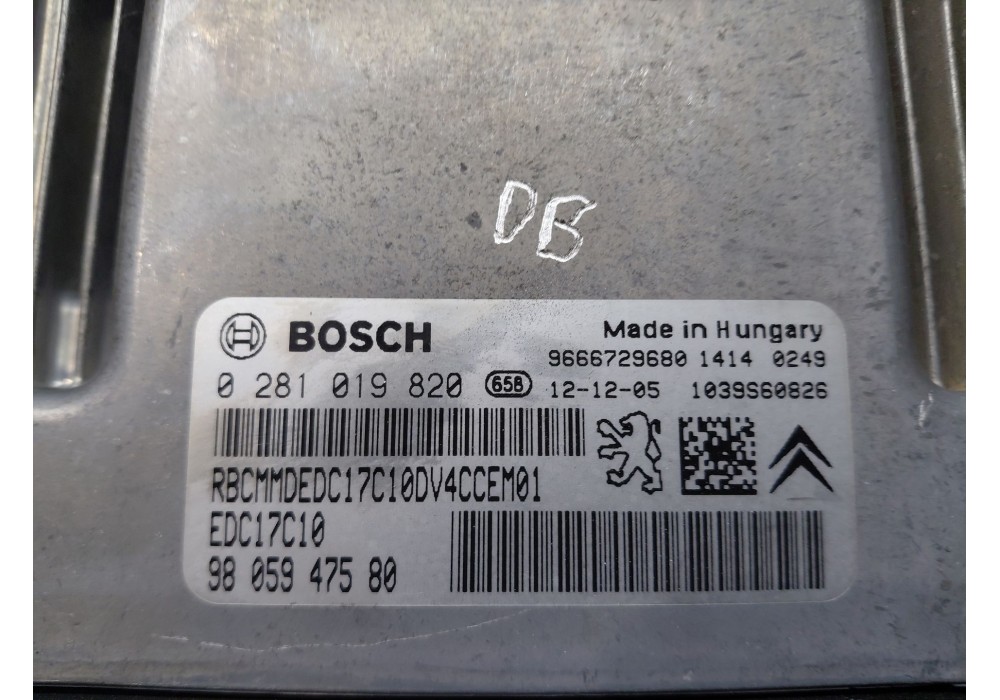 DB
BOSCH
Made in Hungary
9666729680 1414 0249
0 281 019 820 658 12-12-05 1039S60826
RBCMMDEDC17C10DV4CCEM01
EDC17C10
98 059 475 80